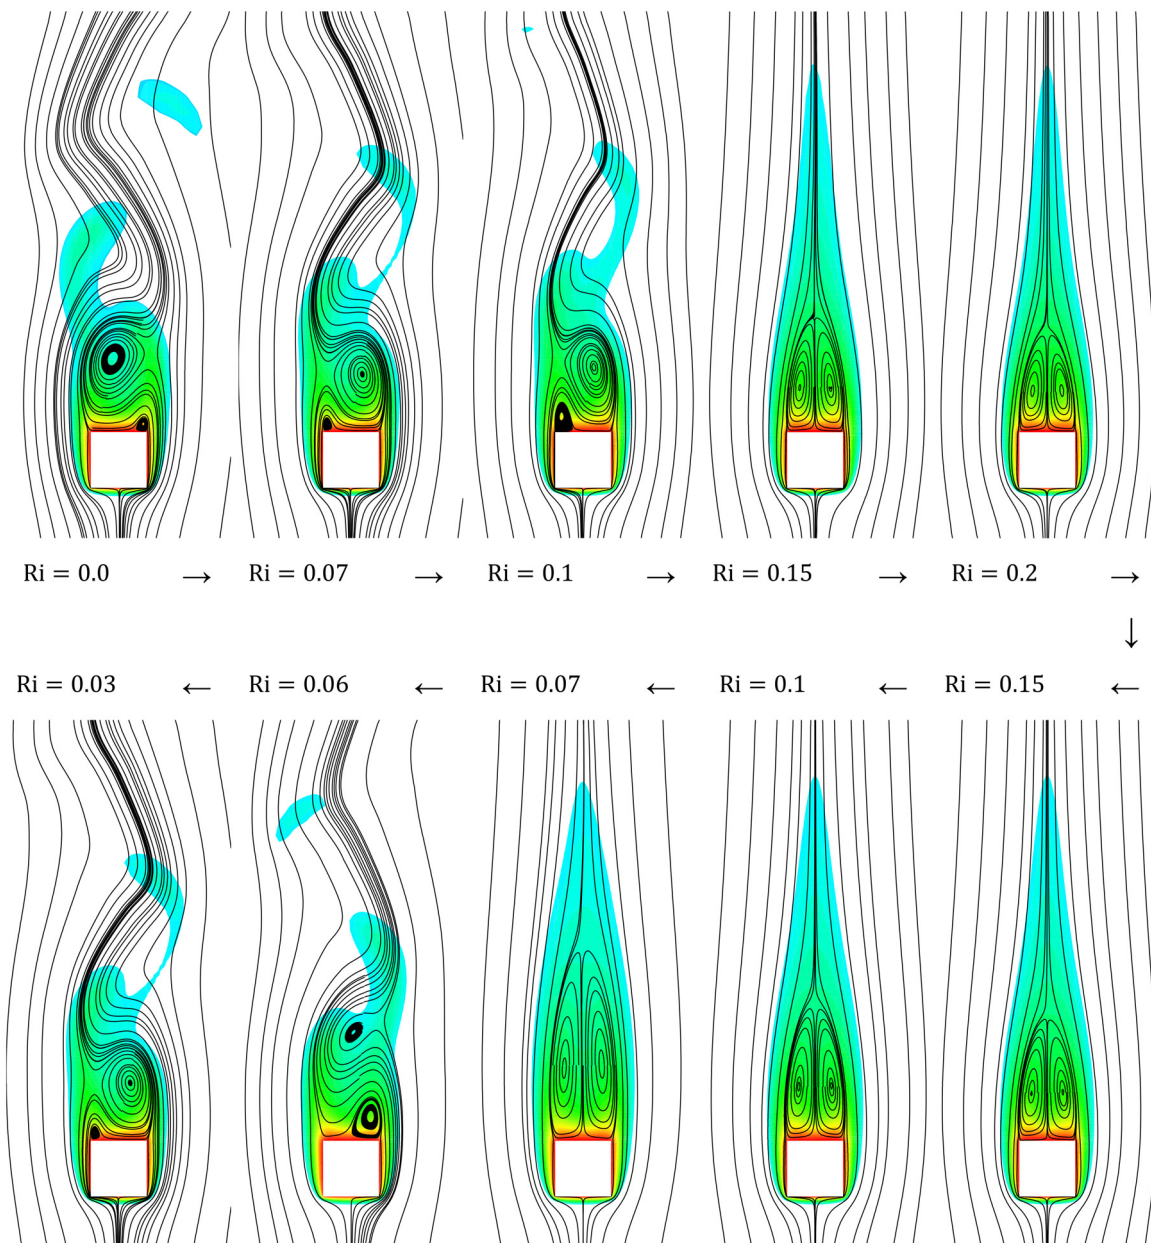 Ri = 0.0 → Ri = 0.07 → Ri = 0.1 → Ri = 0.15 → Ri = 0.2 →
↓
Ri = 0.03 ← Ri = 0.06 ← Ri = 0.07 ← Ri = 0.1 ← Ri = 0.15 ←